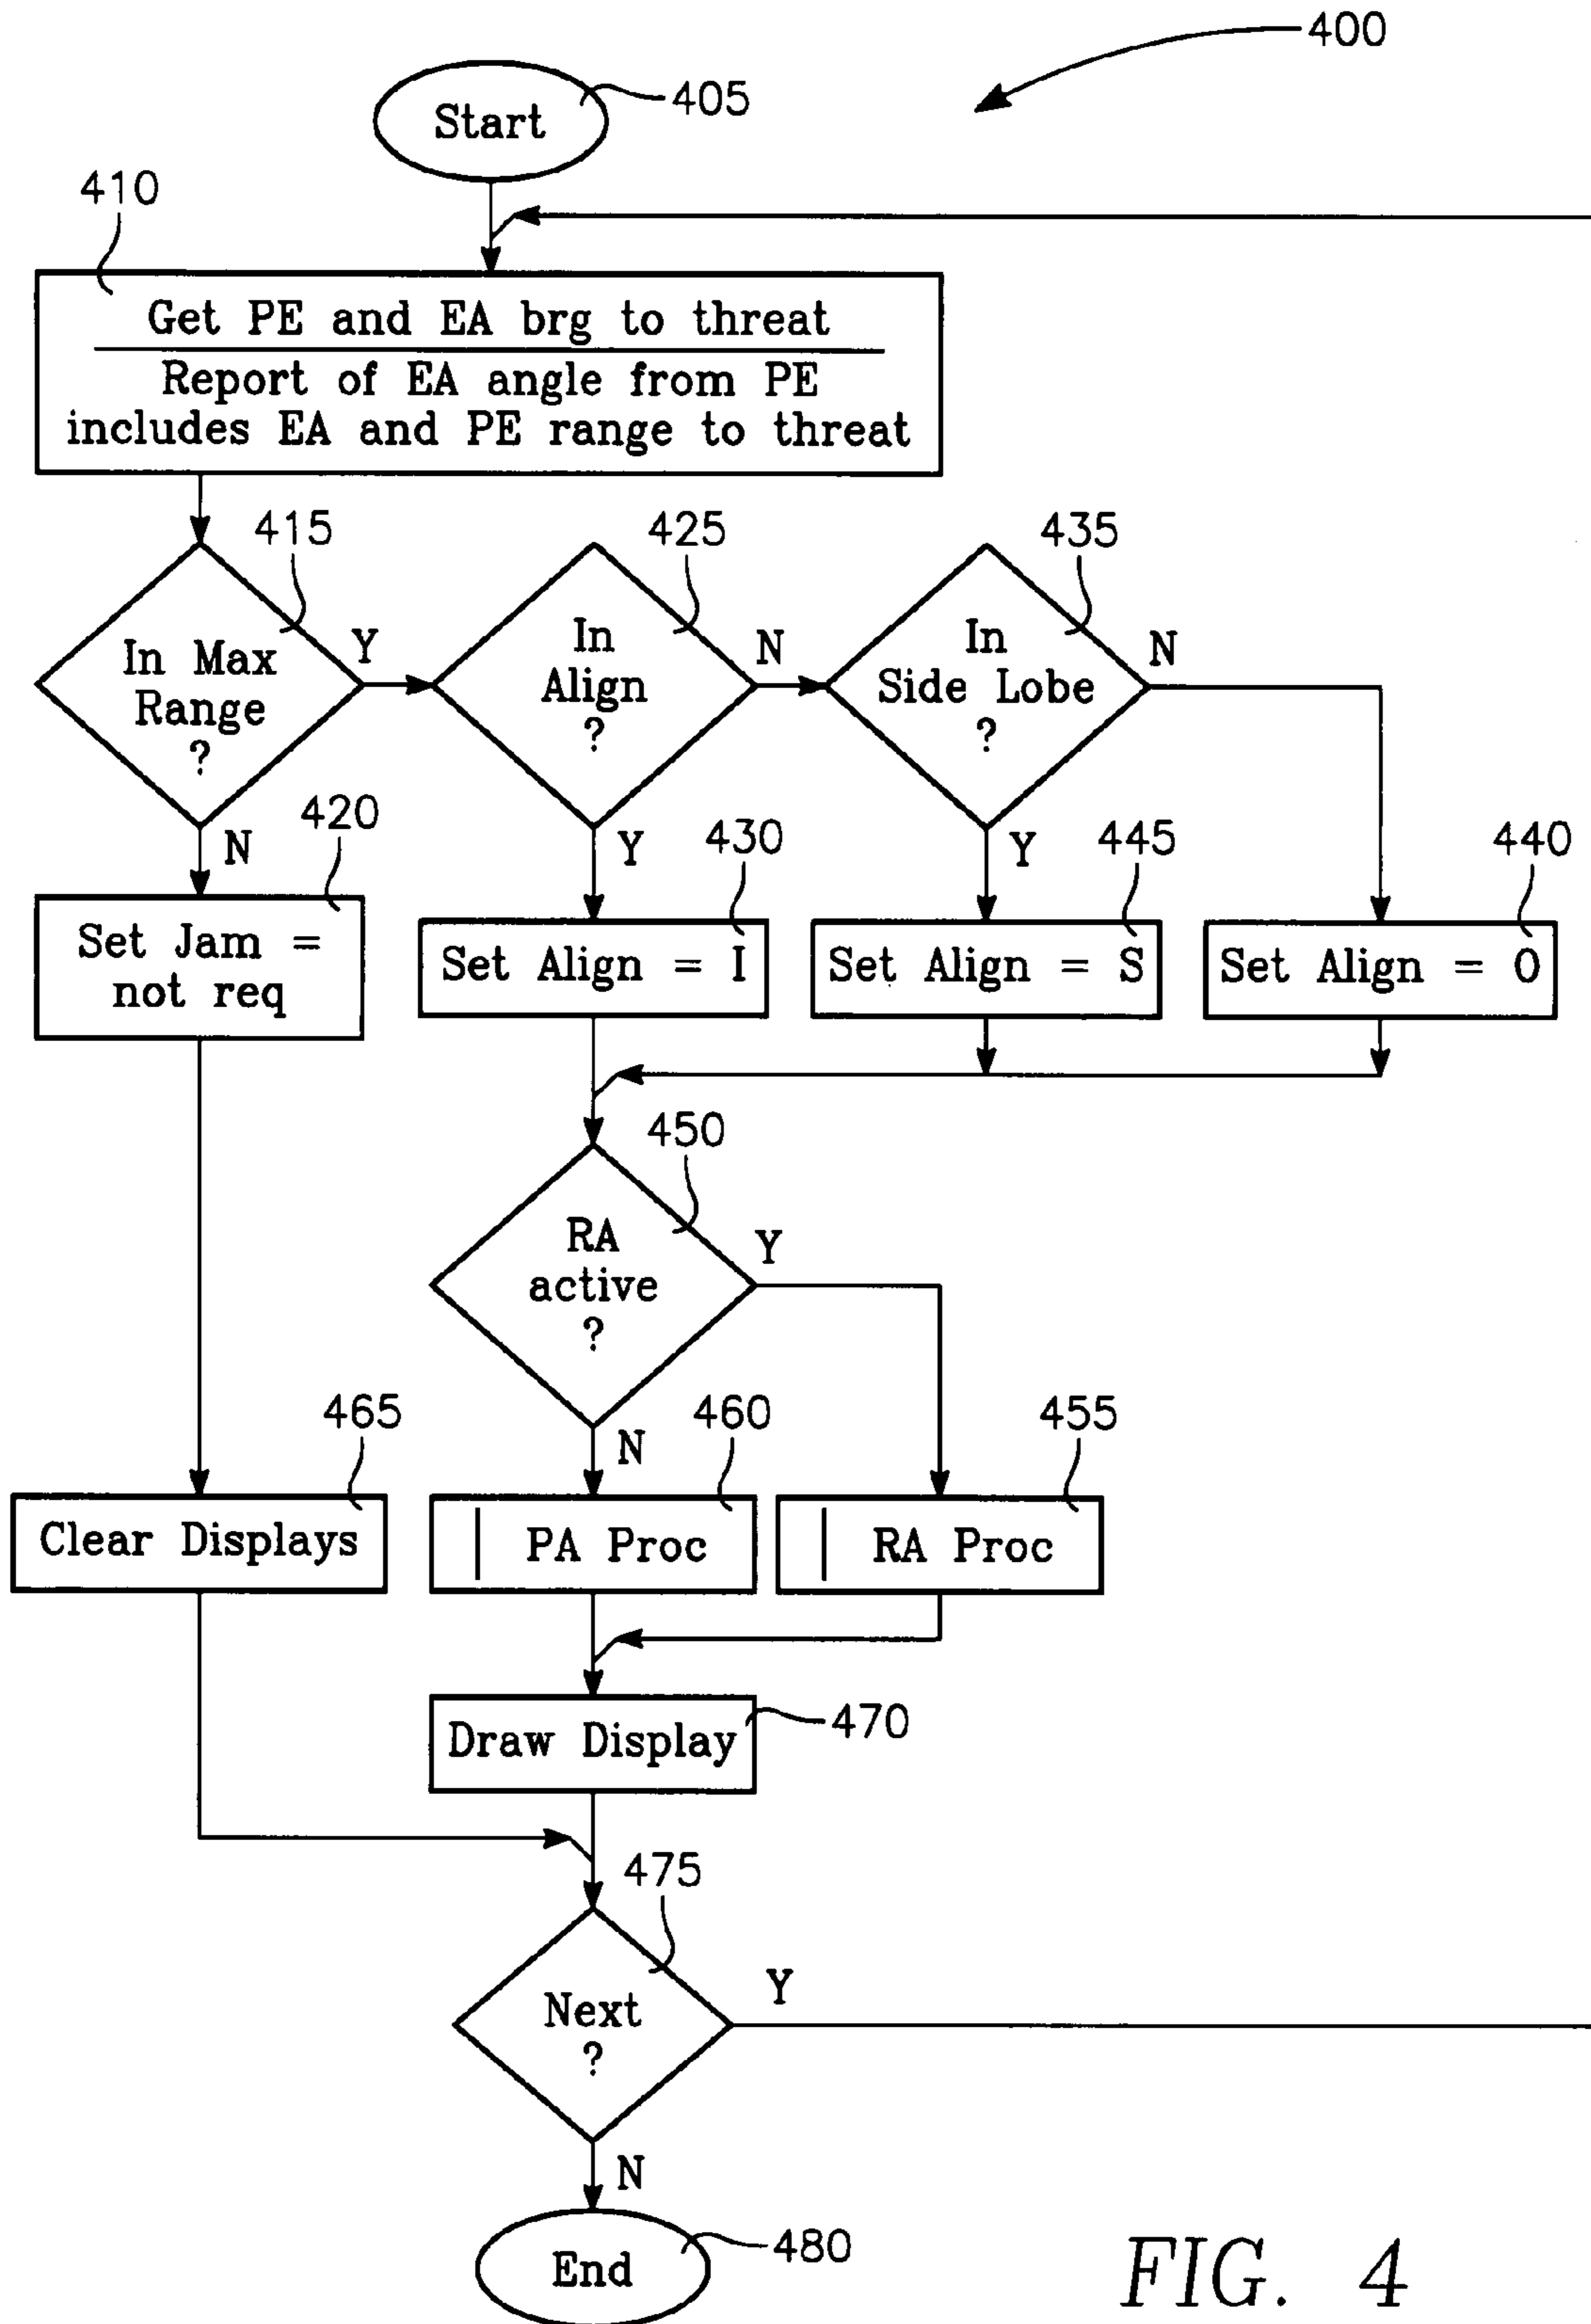 400
Start
405
410
Get PE and EA brg to threat
Report of EA angle from PE
includes EA and PE range to threat
415
425
435
In Max
Range
?
Y
In
Align
?
N
In
Side Lobe
?
N
N
420
Y
430
Y
445
440
Set Jam =
not req
Set Align = I
Set Align = S
Set Align = O
450
RA
active
?
Y
465
N
460
455
Clear Displays
PA Proc
RA Proc
Draw Display
470
475
Next
?
Y
N
End
480
FIG. 4